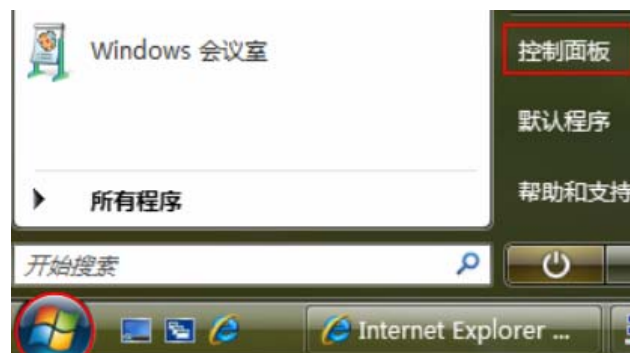 Windows 会议室
控制面板
默认程序
所有程序
帮助和支持
开始搜索
Internet Explorer ...